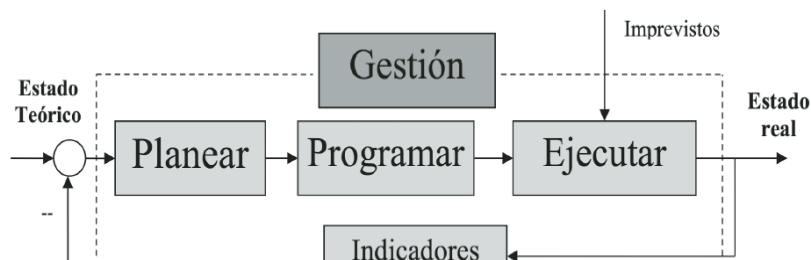 Imprevistos
Gestión
Estado
Teórico
Estado
real
Planear
Programar
Ejecutar
--
Indicadores